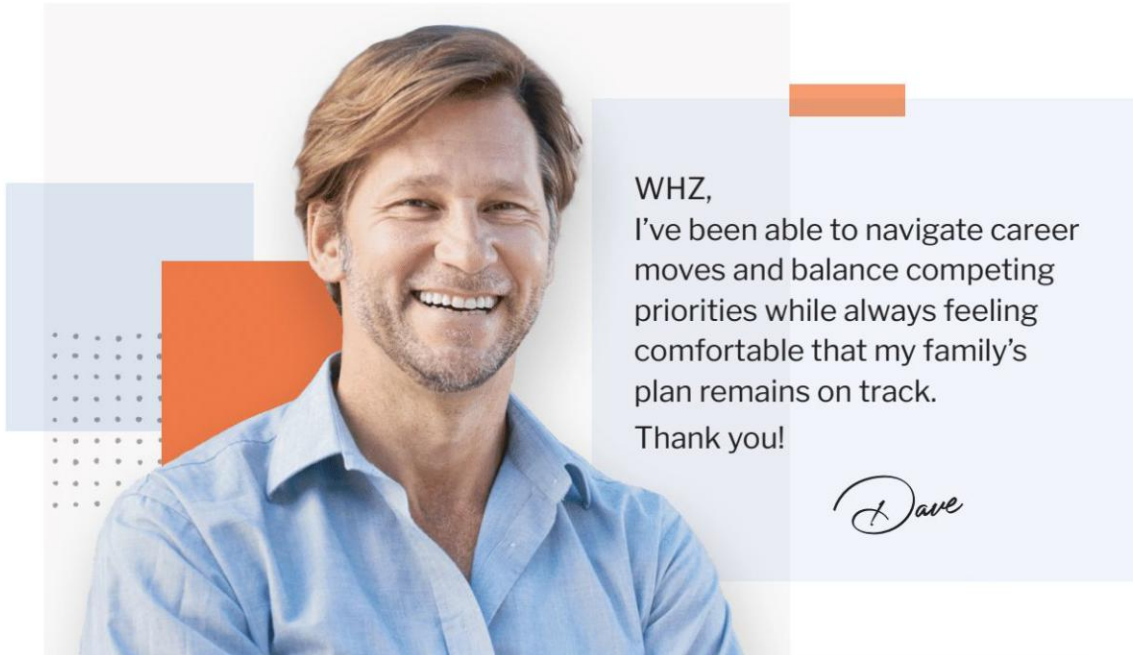 WHZ,
I’ve been able to navigate career
moves and balance competing
priorities while always feeling
comfortable that my family’s
plan remains on track.
Thank you!
Dave